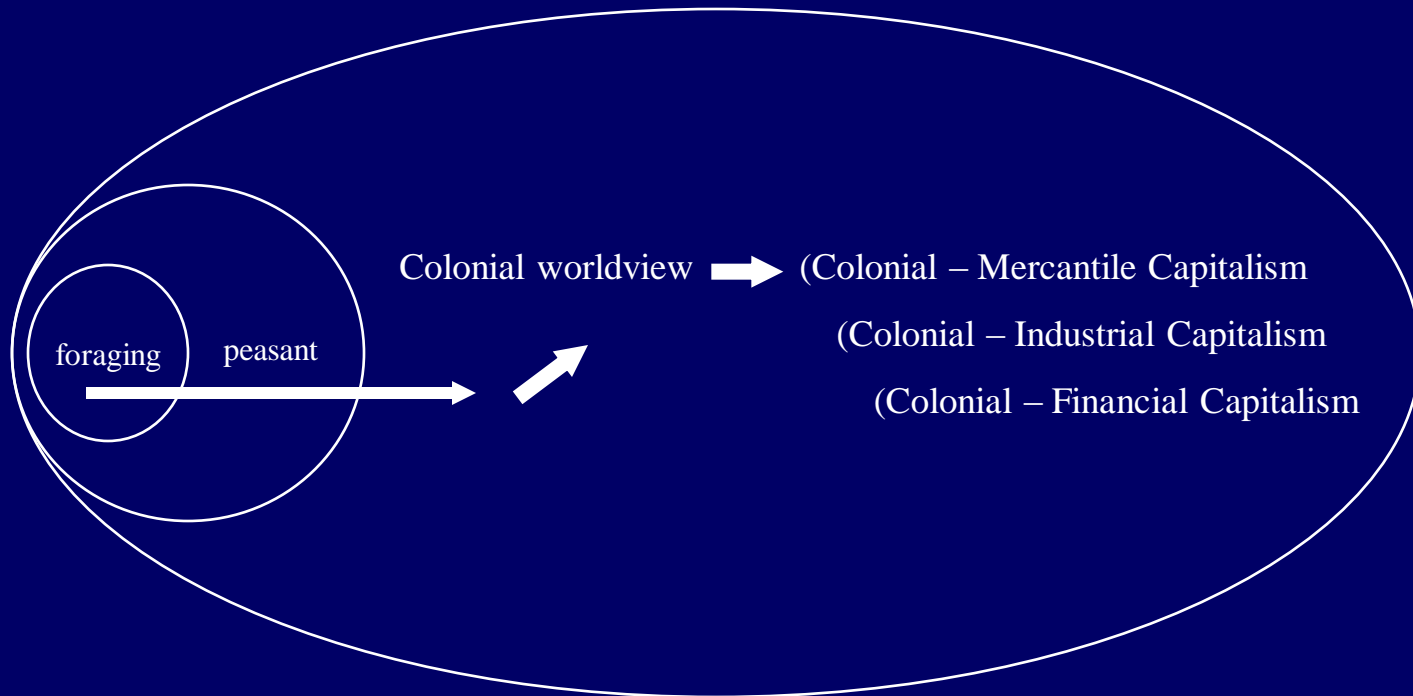 Colonial worldview
(Colonial – Mercantile Capitalism
(Colonial – Industrial Capitalism
foraging
peasant
(Colonial – Financial Capitalism